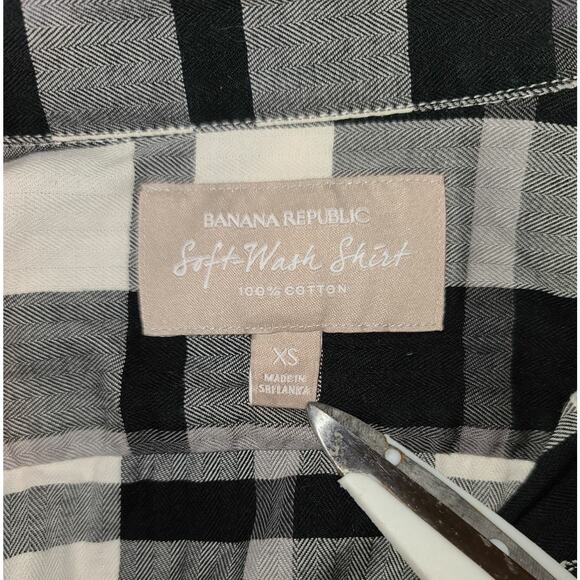 BANANA REPUBLIC
Soft-Wash Shirt
100% COTTON
XS
MADE IN
SRI LANKA